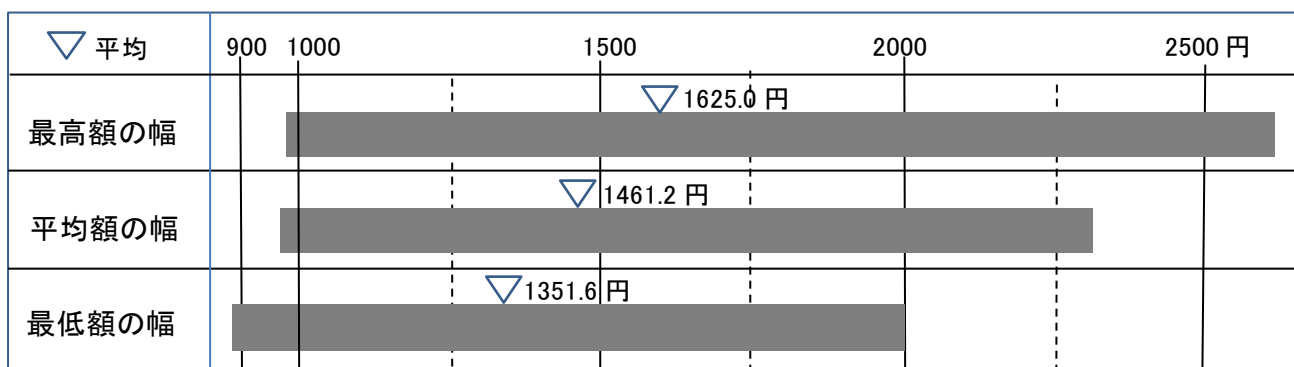 平均 900 1000 1500 2000 2500 円
最高額の幅 1625.0 円
平均額の幅 1461.2 円
最低額の幅 1351.6 円